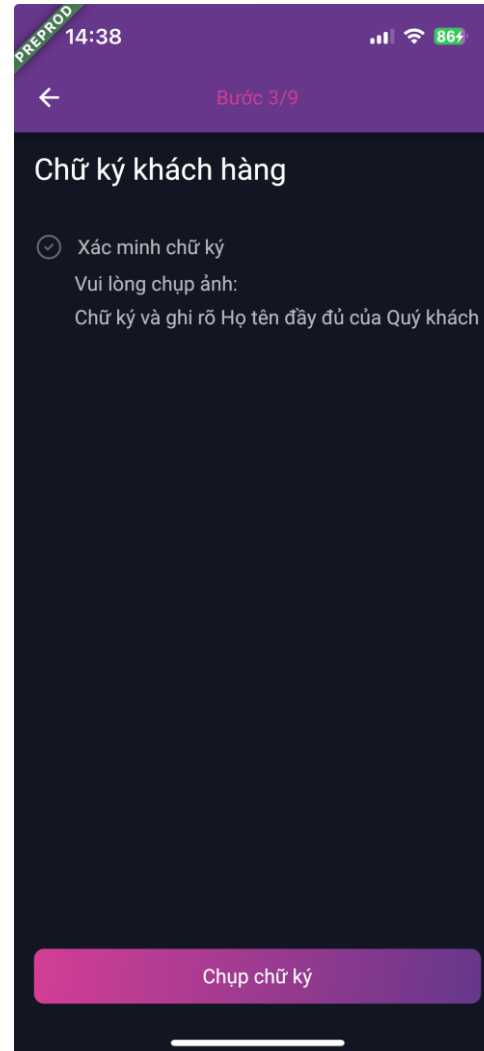 PREPROD
14:38
86
Bước 3/9
Chữ ký khách hàng
Xác minh chữ ký
Vui lòng chụp ảnh:
Chữ ký và ghi rõ Họ tên đầy đủ của Quý khách
Chụp chữ ký